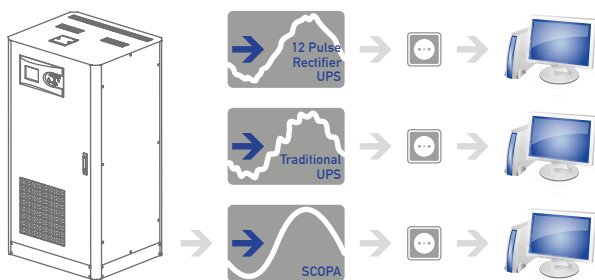 12 Pulse
Rectifier
UPS
Traditional
UPS
SCOPA